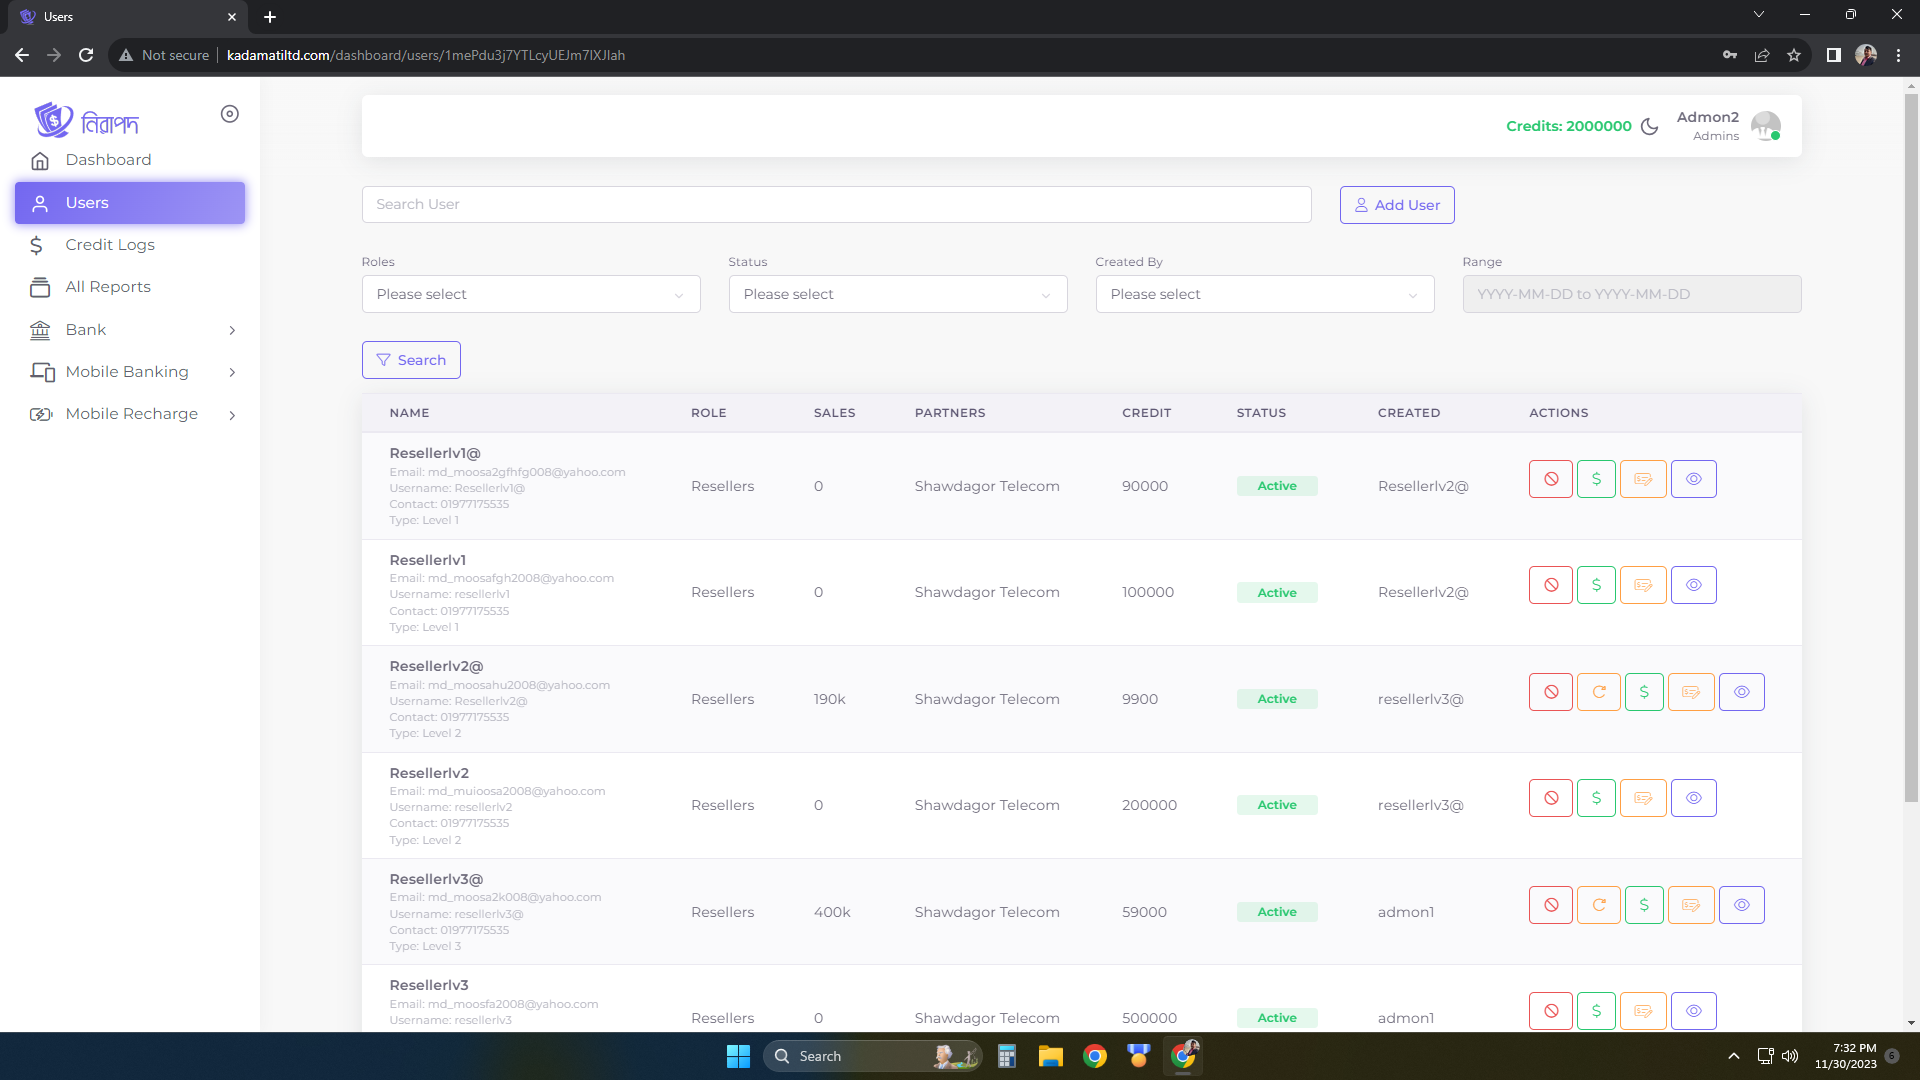 Users
Not secure
kadamatiltd.com/dashboard/users/1mePdu3j7YTLcyUEJm7IXJlah
নিরাপদ
Dashboard
Users
Credit Logs
All Reports
Bank
Mobile Banking
Mobile Recharge
Credits: 2000000
Admon2
Admins
Search User
Add User
Roles
Status
Created By
Range
Please select
Please select
Please select
YYYY-MM-DD to YYYY-MM-DD
Search
NAME ROLE SALES PARTNERS CREDIT STATUS CREATED ACTIONS
Resellerlv1@
Email: md_moosa2gfhfg008@yahoo.com
Username: Resellerlv1@
Contact: 01977175535
Type: Level 1
Resellers 0 Shawdagor Telecom 90000 Active Resellerlv2@
Resellerlv1
Email: md_moosafgh2008@yahoo.com
Username: resellerlv1
Contact: 01977175535
Type: Level 1
Resellers 0 Shawdagor Telecom 100000 Active Resellerlv2@
Resellerlv2@
Email: md_moosahu2008@yahoo.com
Username: Resellerlv2@
Contact: 01977175535
Type: Level 2
Resellers 190k Shawdagor Telecom 9900 Active resellerlv3@
Resellerlv2
Email: md_muioosa2008@yahoo.com
Username: resellerlv2
Contact: 01977175535
Type: Level 2
Resellers 0 Shawdagor Telecom 200000 Active resellerlv3@
Resellerlv3@
Email: md_moosa2k008@yahoo.com
Username: resellerlv3@
Contact: 01977175535
Type: Level 3
Resellers 400k Shawdagor Telecom 59000 Active admon1
Resellerlv3
Email: md_moosfa2008@yahoo.com
Username: resellerlv3
Resellers 0 Shawdagor Telecom 500000 Active admon1
Search
7:32 PM
11/30/2023
6